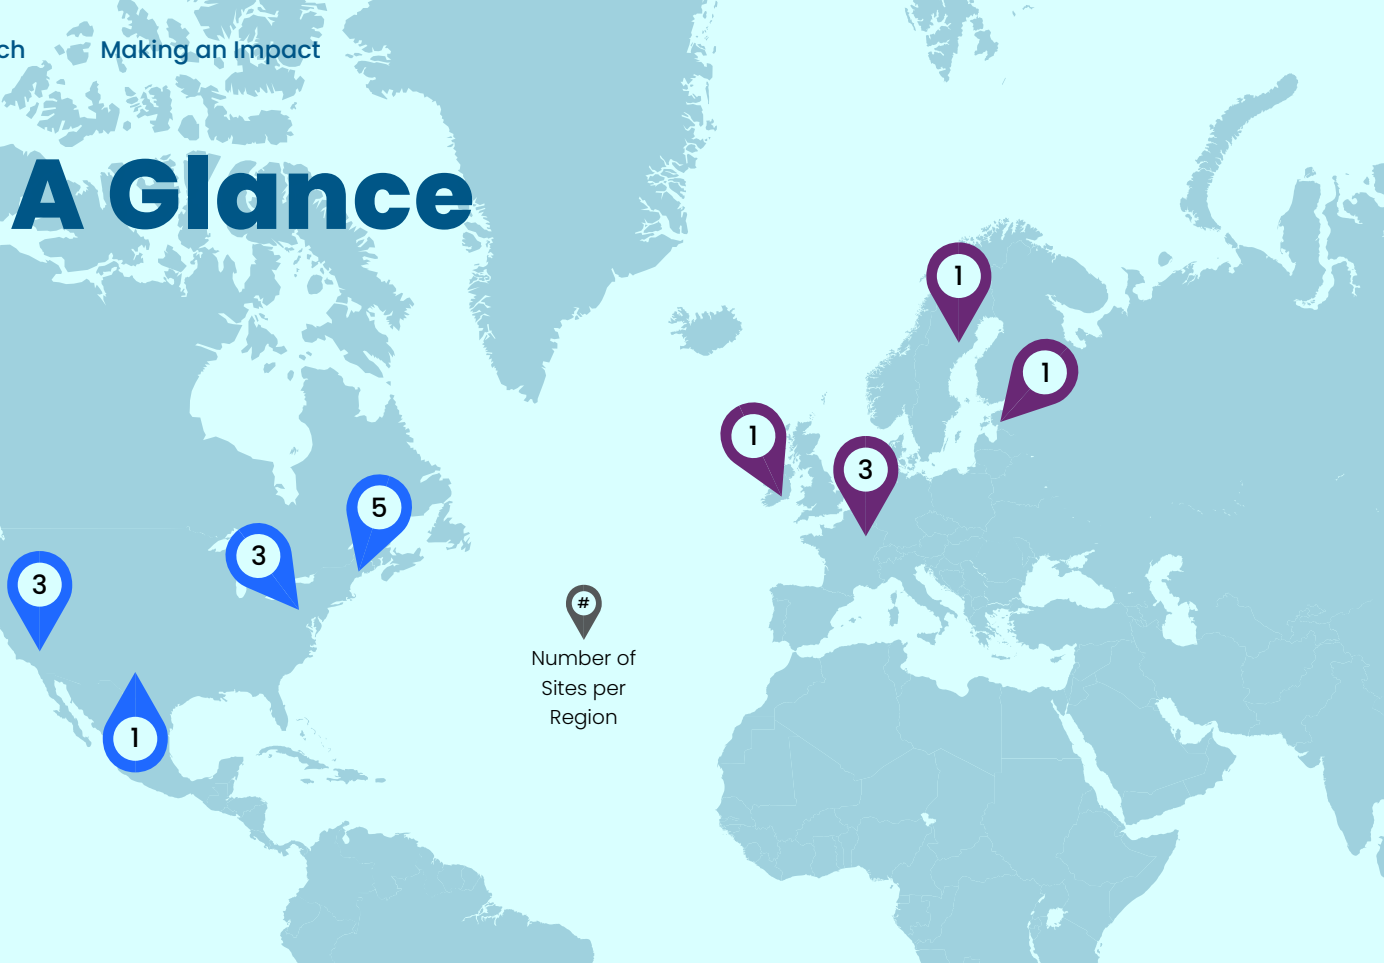 ch
Making an Impact
A Glance
1
1
1
3
5
3
3
1
#
Number of
Sites per
Region